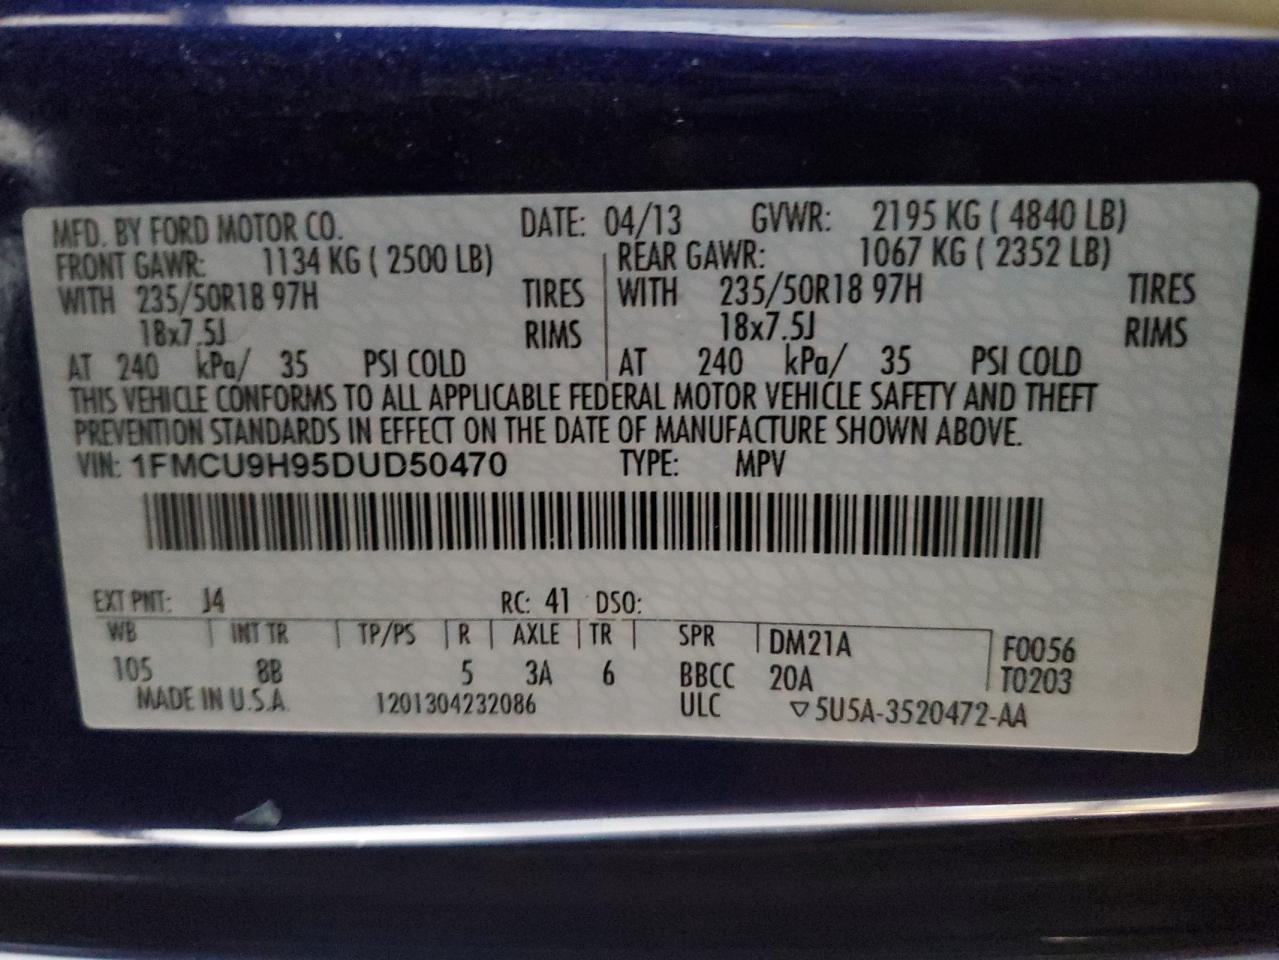 MFD. BY FORD MOTOR CO. DATE: 04/13 GVWR: 2195 KG ( 4840 LB)
FRONT GAWR: 1134 KG ( 2500 LB) REAR GAWR: 1067 KG ( 2352 LB)
WITH 235/50R18 97H TIRES WITH 235/50R18 97H TIRES
18x7.5J RIMS 18x7.5J RIMS
AT 240 kPa/ 35 PSI COLD AT 240 kPa/ 35 PSI COLD
THIS VEHICLE CONFORMS TO ALL APPLICABLE FEDERAL MOTOR VEHICLE SAFETY AND THEFT
PREVENTION STANDARDS IN EFFECT ON THE DATE OF MANUFACTURE SHOWN ABOVE.
VIN: 1FMCU9H95DUD50470 TYPE: MPV
EXT PNT: J4 RC: 41 DSO:
WB INT TR TP/PS R AXLE TR SPR DM21A F0056
105 8B 5 3A 6 BBCC 20A T0203
MADE IN U.S.A. 1201304232086 ULC ▽5U5A-3520472-AA